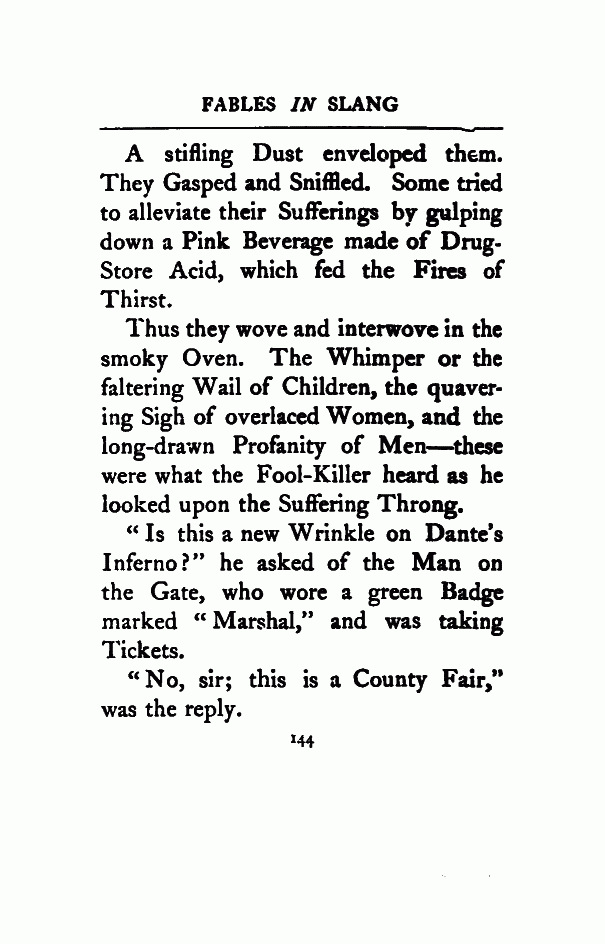 FABLES IN SLANG
A stifling Dust enveloped them.
They Gasped and Sniffled. Some tried
to alleviate their Sufferings by gulping
down a Pink Beverage made of Drug-
Store Acid, which fed the Fires of
Thirst.
Thus they wove and interwove in the
smoky Oven. The Whimper or the
faltering Wail of Children, the quaver-
ing Sigh of overlaced Women, and the
long-drawn Profanity of Men—these
were what the Fool-Killer heard as he
looked upon the Suffering Throng.
“Is this a new Wrinkle on Dante’s
Inferno?” he asked of the Man on
the Gate, who wore a green Badge
marked “Marshal,” and was taking
Tickets.
“No, sir; this is a County Fair,”
was the reply.
144